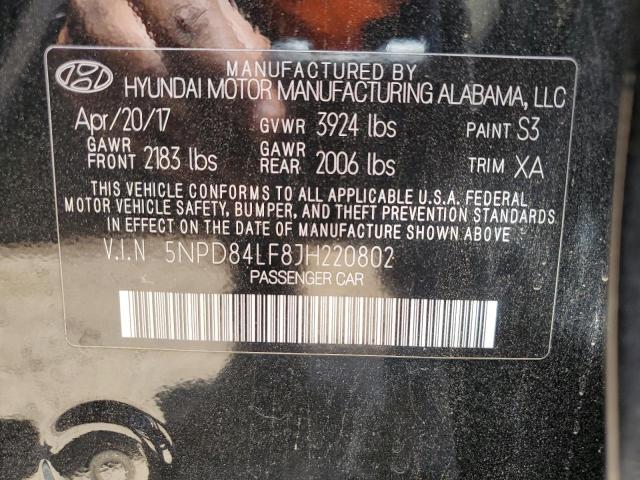 MANUFACTURED BY
HYUNDAI MOTOR MANUFACTURING ALABAMA, LLC
Apr/20/17 GVWR 3924 lbs PAINT S3
GAWR FRONT 2183 lbs GAWR REAR 2006 lbs TRIM XA
THIS VEHICLE CONFORMS TO ALL APPLICABLE U.S.A. FEDERAL
MOTOR VEHICLE SAFETY, BUMPER, AND THEFT PREVENTION STANDARDS
IN EFFECT ON THE DATE OF MANUFACTURE SHOWN ABOVE.
V.I.N 5NPD84LF8JH220802
PASSENGER CAR